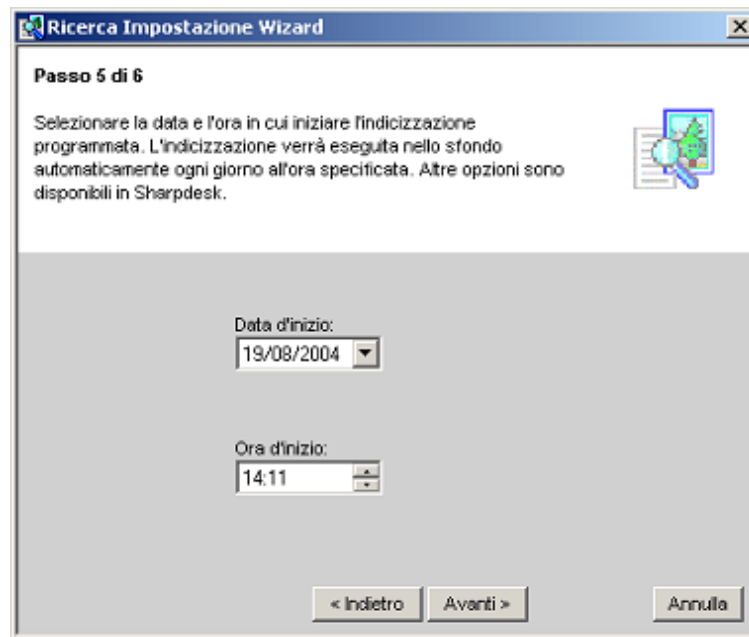 Ricerca Impostazione Wizard
Passo 5 di 6
Selezionare la data e l'ora in cui iniziare l'indicizzazione
programmata. L'indicizzazione verrà eseguita nello sfondo
automaticamente ogni giorno all'ora specificata. Altre opzioni sono
disponibili in Sharpdesk.
Data d'inizio:
19/08/2004
Ora d'inizio:
14:11
« Indietro Avanti » Annulla